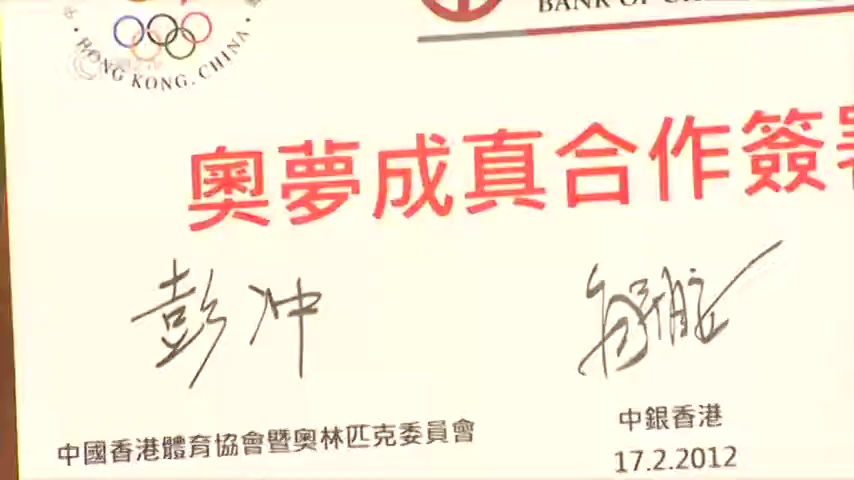 HONG KONG, CHINA
BANK OF
奧夢成真合作簽
彭冲
中國香港體育協會暨奧林匹克委員會
中銀香港
17.2.2012